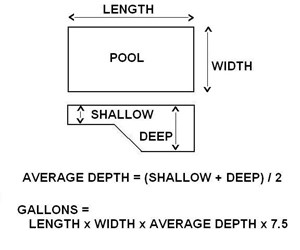 LENGTH
POOL
WIDTH
SHALLOW
DEEP
AVERAGE DEPTH = (SHALLOW + DEEP) / 2
GALLONS =
LENGTH x WIDTH x AVERAGE DEPTH x 7.5